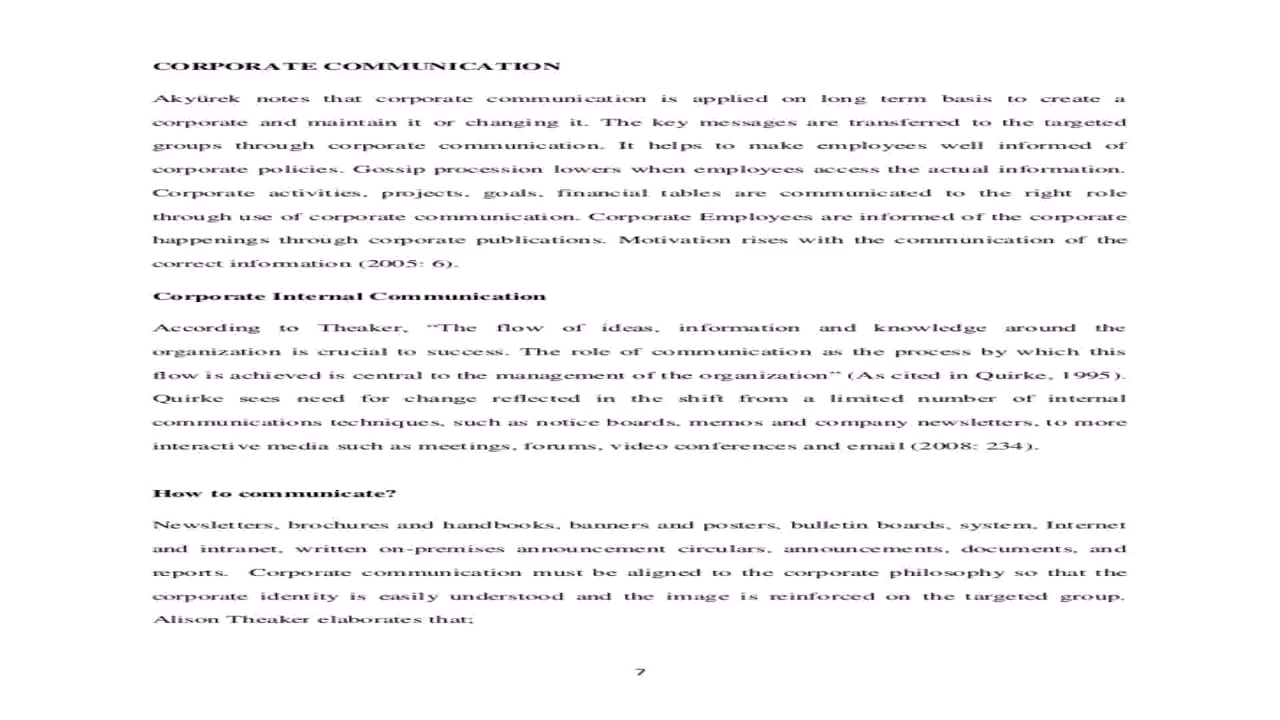 CORPORATE COMMUNICATION
Akyürek notes that corporate communication is applied on long term basis to create a
corporate and maintain it or changing it. The key messages are transferred to the targeted
groups through corporate communication. It helps to make employees well informed of
corporate policies. Gossip procession lowers when employees access the actual information.
Corporate activities, projects, goals, financial tables are communicated to the right role
through use of corporate communication. Corporate Employees are informed of the corporate
happenings through corporate publications. Motivation rises with the communication of the
correct information (2005: 6).
Corporate Internal Communication
According to Theaker, “The flow of ideas, information and knowledge around the
organization is crucial to success. The role of communication as the process by which this
flow is achieved is central to the management of the organization” (As cited in Quirke, 1995).
Quirke sees need for change reflected in the shift from a limited number of internal
communications techniques, such as notice boards, memos and company newsletters, to more
interactive media such as meetings, forums, video conferences and email (2008: 234).
How to communicate?
Newsletters, brochures and handbooks, banners and posters, bulletin boards, system, Internet
and intranet, written on-premises announcement circulars, announcements, documents, and
reports. Corporate communication must be aligned to the corporate philosophy so that the
corporate identity is easily understood and the image is reinforced on the targeted group.
Alison Theaker elaborates that;
7